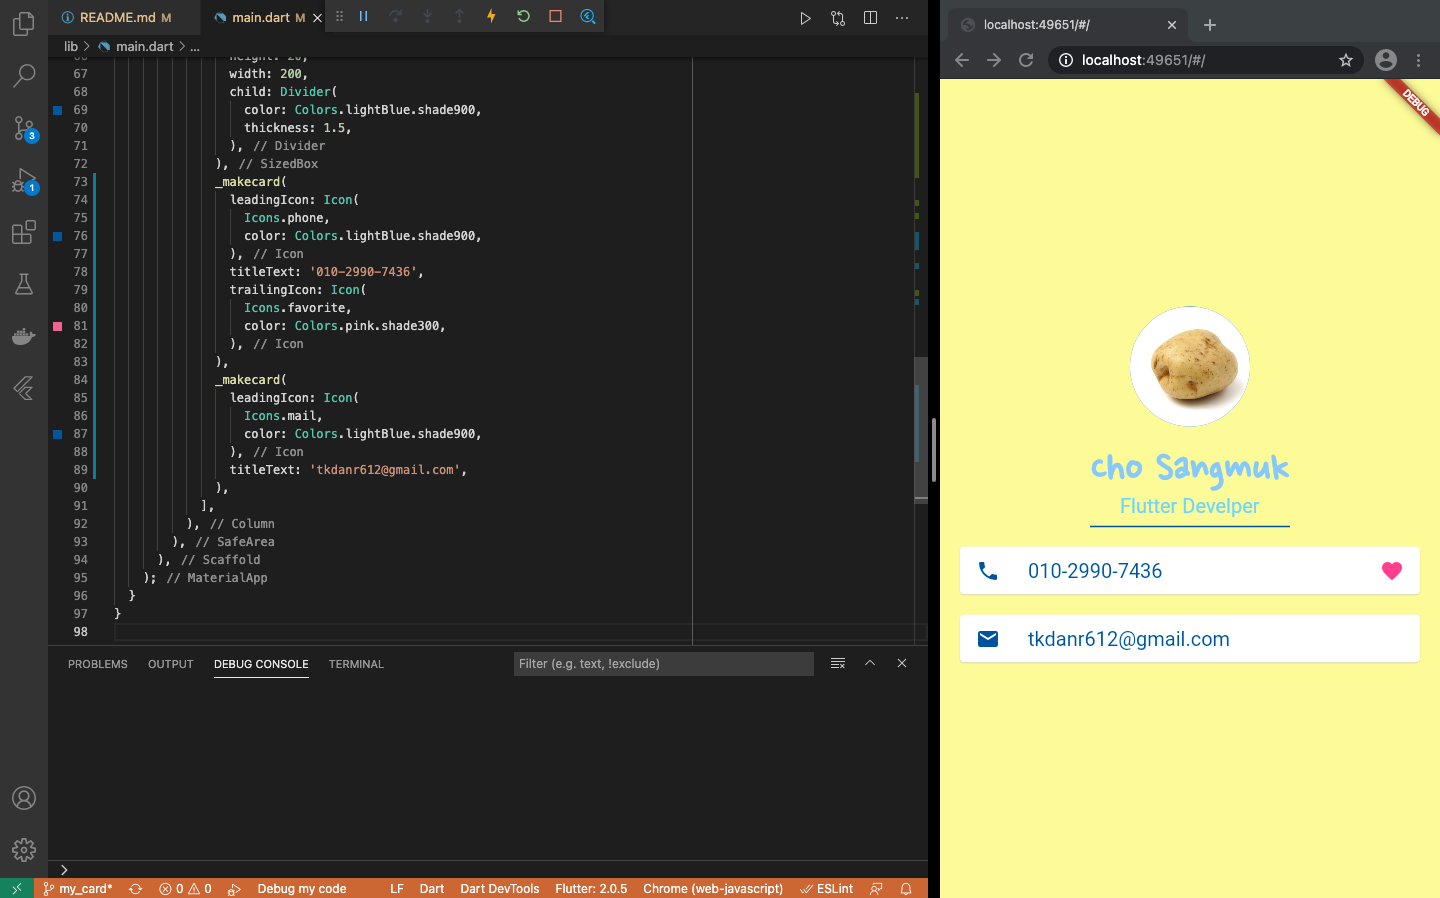 README.md M
main.dart M
lib > main.dart > ...
66 height: 20,
67 width: 200,
68 child: Divider(
69 color: Colors.lightBlue.shade900,
70 thickness: 1.5,
71 ), // Divider
72 ), // SizedBox
73 _makecard(
74 leadingIcon: Icon(
75 Icons.phone,
76 color: Colors.lightBlue.shade900,
77 ), // Icon
78 titleText: '010-2990-7436',
79 trailingIcon: Icon(
80 Icons.favorite,
81 color: Colors.pink.shade300,
82 ), // Icon
83 ),
84 _makecard(
85 leadingIcon: Icon(
86 Icons.mail,
87 color: Colors.lightBlue.shade900,
88 ), // Icon
89 titleText: 'tkdanr612@gmail.com',
90 ),
91 ],
92 ), // Column
93 ), // SafeArea
94 ), // Scaffold
95 ); // MaterialApp
96 }
97 }
98
3
1
PROBLEMS OUTPUT DEBUG CONSOLE TERMINAL Filter (e.g. text, !exclude)
my_card* 0 0 Debug my code LF Dart Dart DevTools Flutter: 2.0.5 Chrome (web-javascript) ESLint
localhost:49651/#/
localhost:49651/#/
DEBUG
cho Sangmuk
Flutter Develper
010-2990-7436
tkdanr612@gmail.com